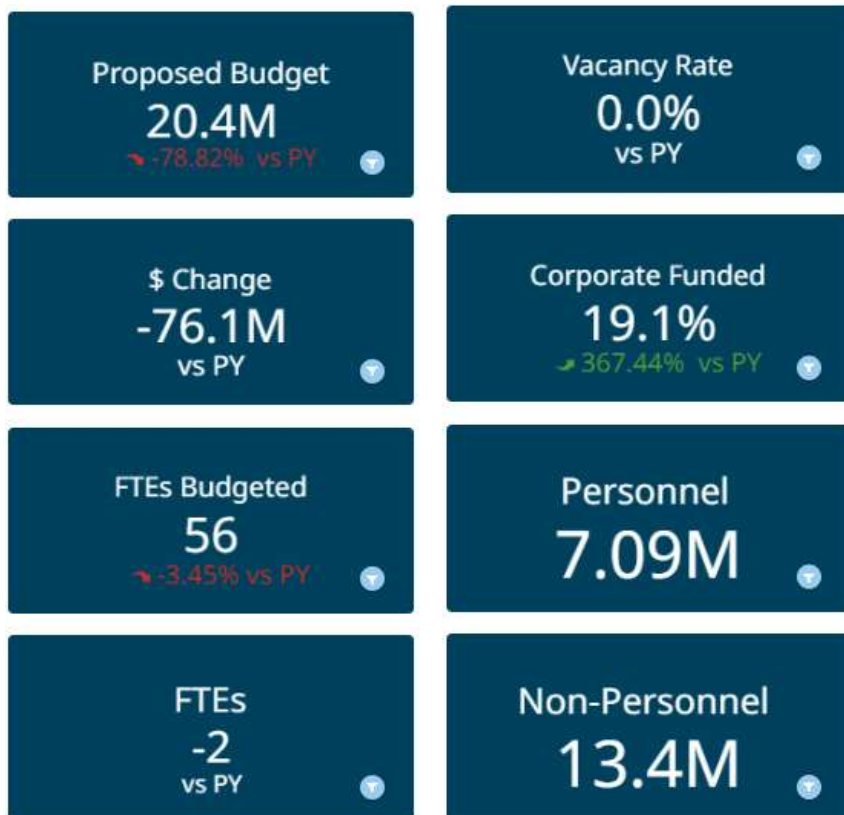 Proposed Budget
20.4M
-78.82% vs PY
Vacancy Rate
0.0%
vs PY
$ Change
-76.1M
vs PY
Corporate Funded
19.1%
367.44% vs PY
FTEs Budgeted
56
-3.45% vs PY
Personnel
7.09M
FTEs
-2
vs PY
Non-Personnel
13.4M